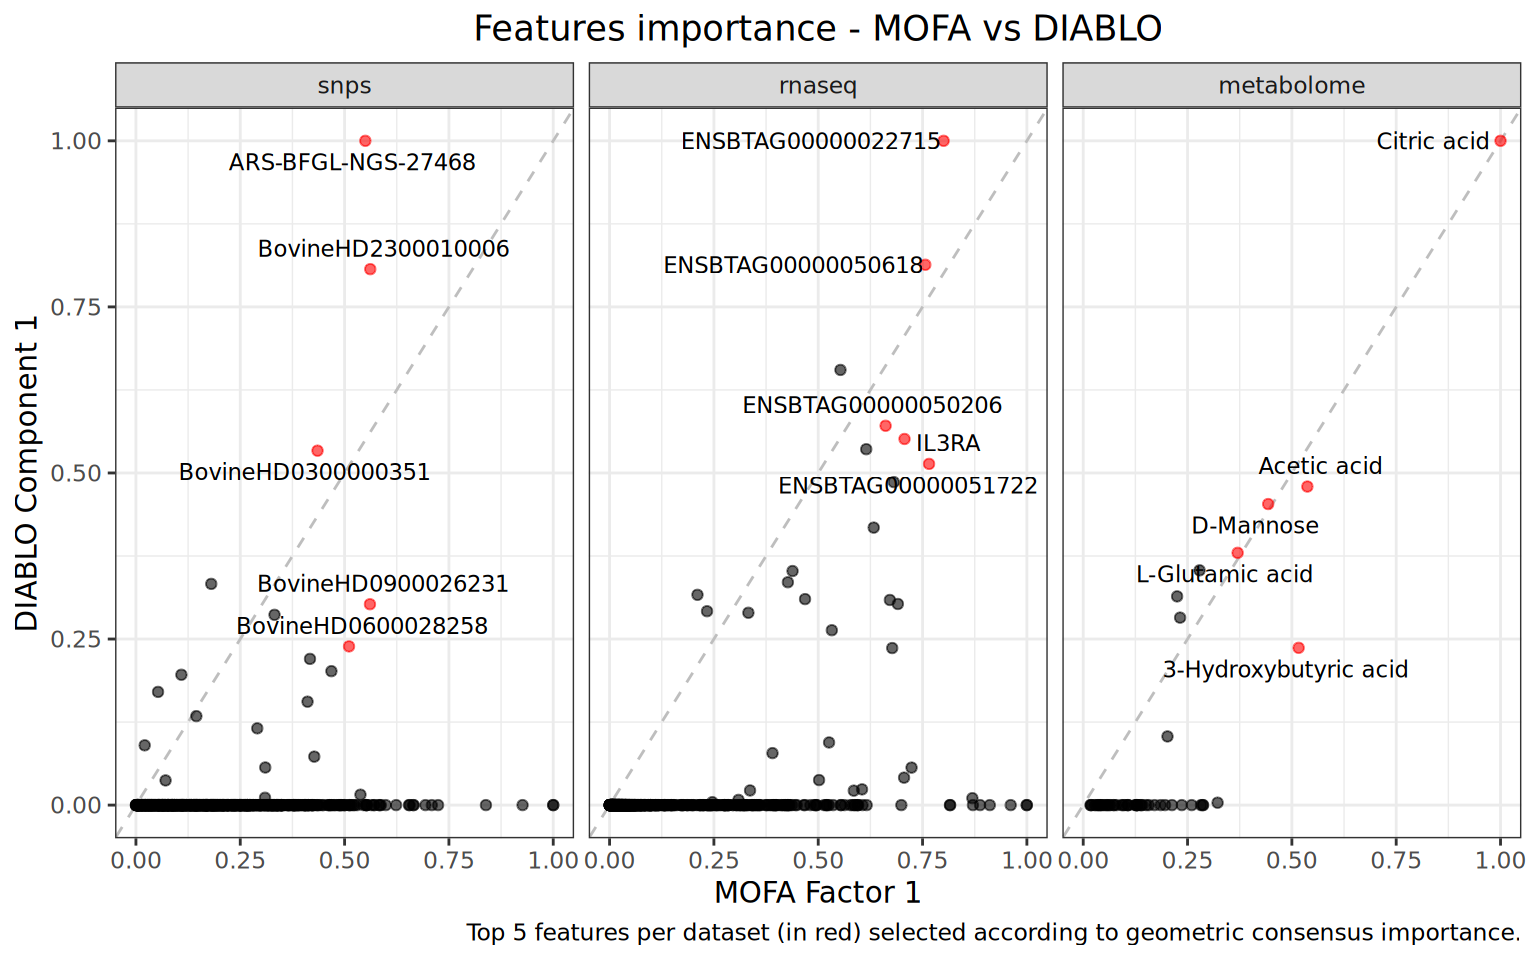 Features importance - MOFA vs DIABLO
snps
rnaseq
metabolome
DIABLO Component 1
1.00
0.75
0.50
0.25
0.00
ARS-BFGL-NGS-27468
BovineHD2300010006
BovineHD0300000351
BovineHD0900026231
BovineHD0600028258
ENSBTAG00000022715
ENSBTAG00000050618
ENSBTAG00000050206
IL3RA
ENSBTAG00000051722
Citric acid
Acetic acid
D-Mannose
L-Glutamic acid
3-Hydroxybutyric acid
0.00 0.25 0.50 0.75 1.00
0.00 0.25 0.50 0.75 1.00
0.00 0.25 0.50 0.75 1.00
MOFA Factor 1
Top 5 features per dataset (in red) selected according to geometric consensus importance.